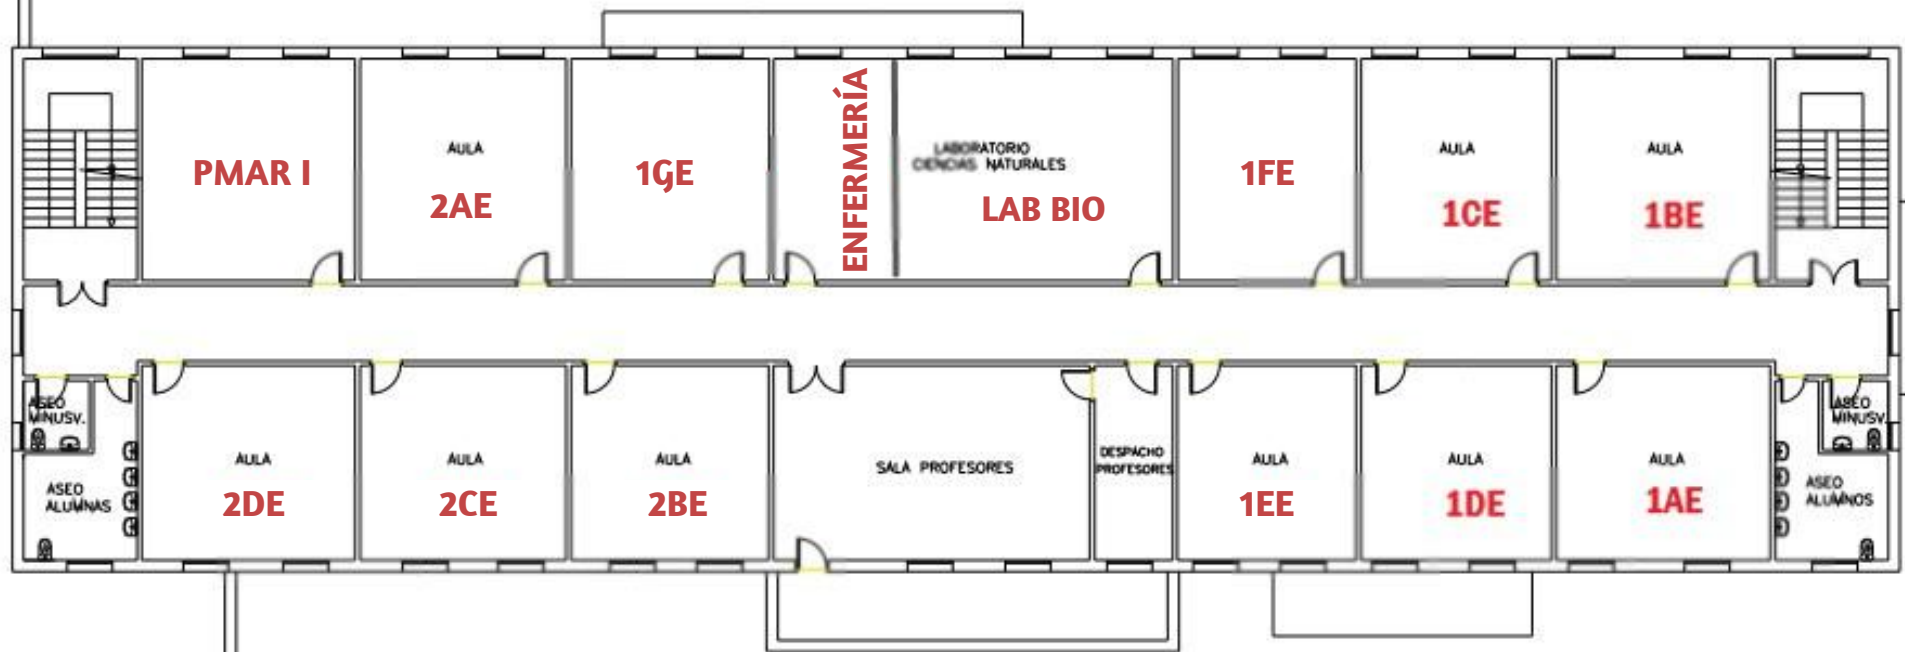 PMAR I
AULA
2AE
1GE
ENFERMERÍA
LABORATORIO
CIENCIAS NATURALES
LAB BIO
1FE
AULA
1CE
AULA
1BE
ASEO
MINUSV.
ASEO
ALUMNAS
AULA
2DE
AULA
2CE
AULA
2BE
SALA PROFESORES
DESPACHO
PROFESORES
AULA
1EE
AULA
1DE
AULA
1AE
ASEO
MINUSV.
ASEO
ALUMNOS